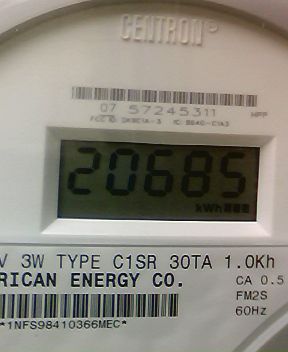 CENTRON®
07 57245311
20685
kWh
V 3W TYPE C1SR 30TA 1.0Kh
RICAN ENERGY CO. CA 0.5
FM2S
*1NFS98410366MEC* 60Hz